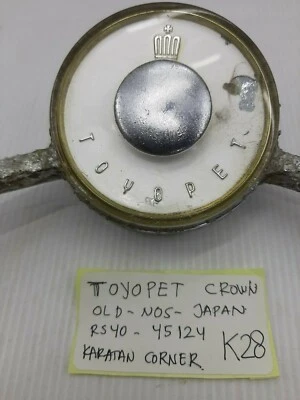 TOYOPET
TOYOPET CROWN
OLD - NOS - JAPAN
RS40 - 45124
KARATAN CORNER K28